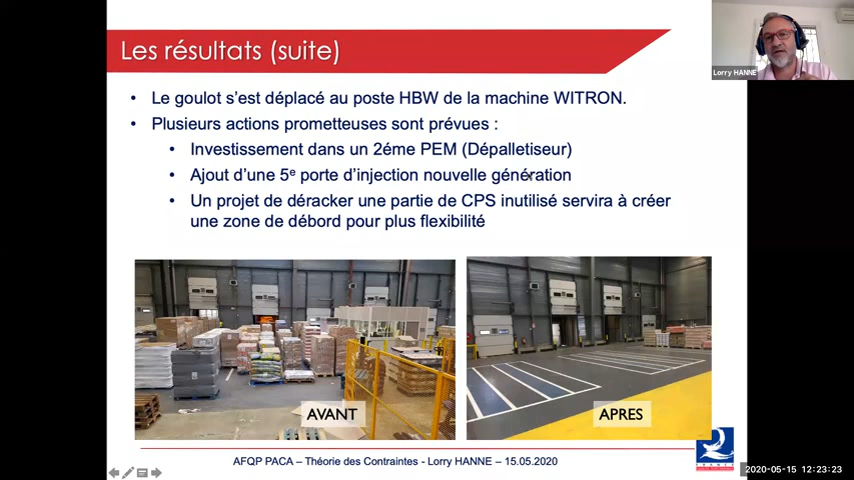 Les résultats (suite)
Lorry HANNE
• Le goulot s'est déplacé au poste HBW de la machine WITRON.
• Plusieurs actions prometteuses sont prévues :
• Investissement dans un 2éme PEM (Dépalletiseur)
• Ajout d'une 5e porte d'injection nouvelle génération
• Un projet de déracker une partie de CPS inutilisé servira à créer
une zone de débord pour plus flexibilité
AVANT
APRES
AFQP PACA – Théorie des Contraintes - Lorry HANNE – 15.05.2020
FRANCE
2020-05-15 12:23:23